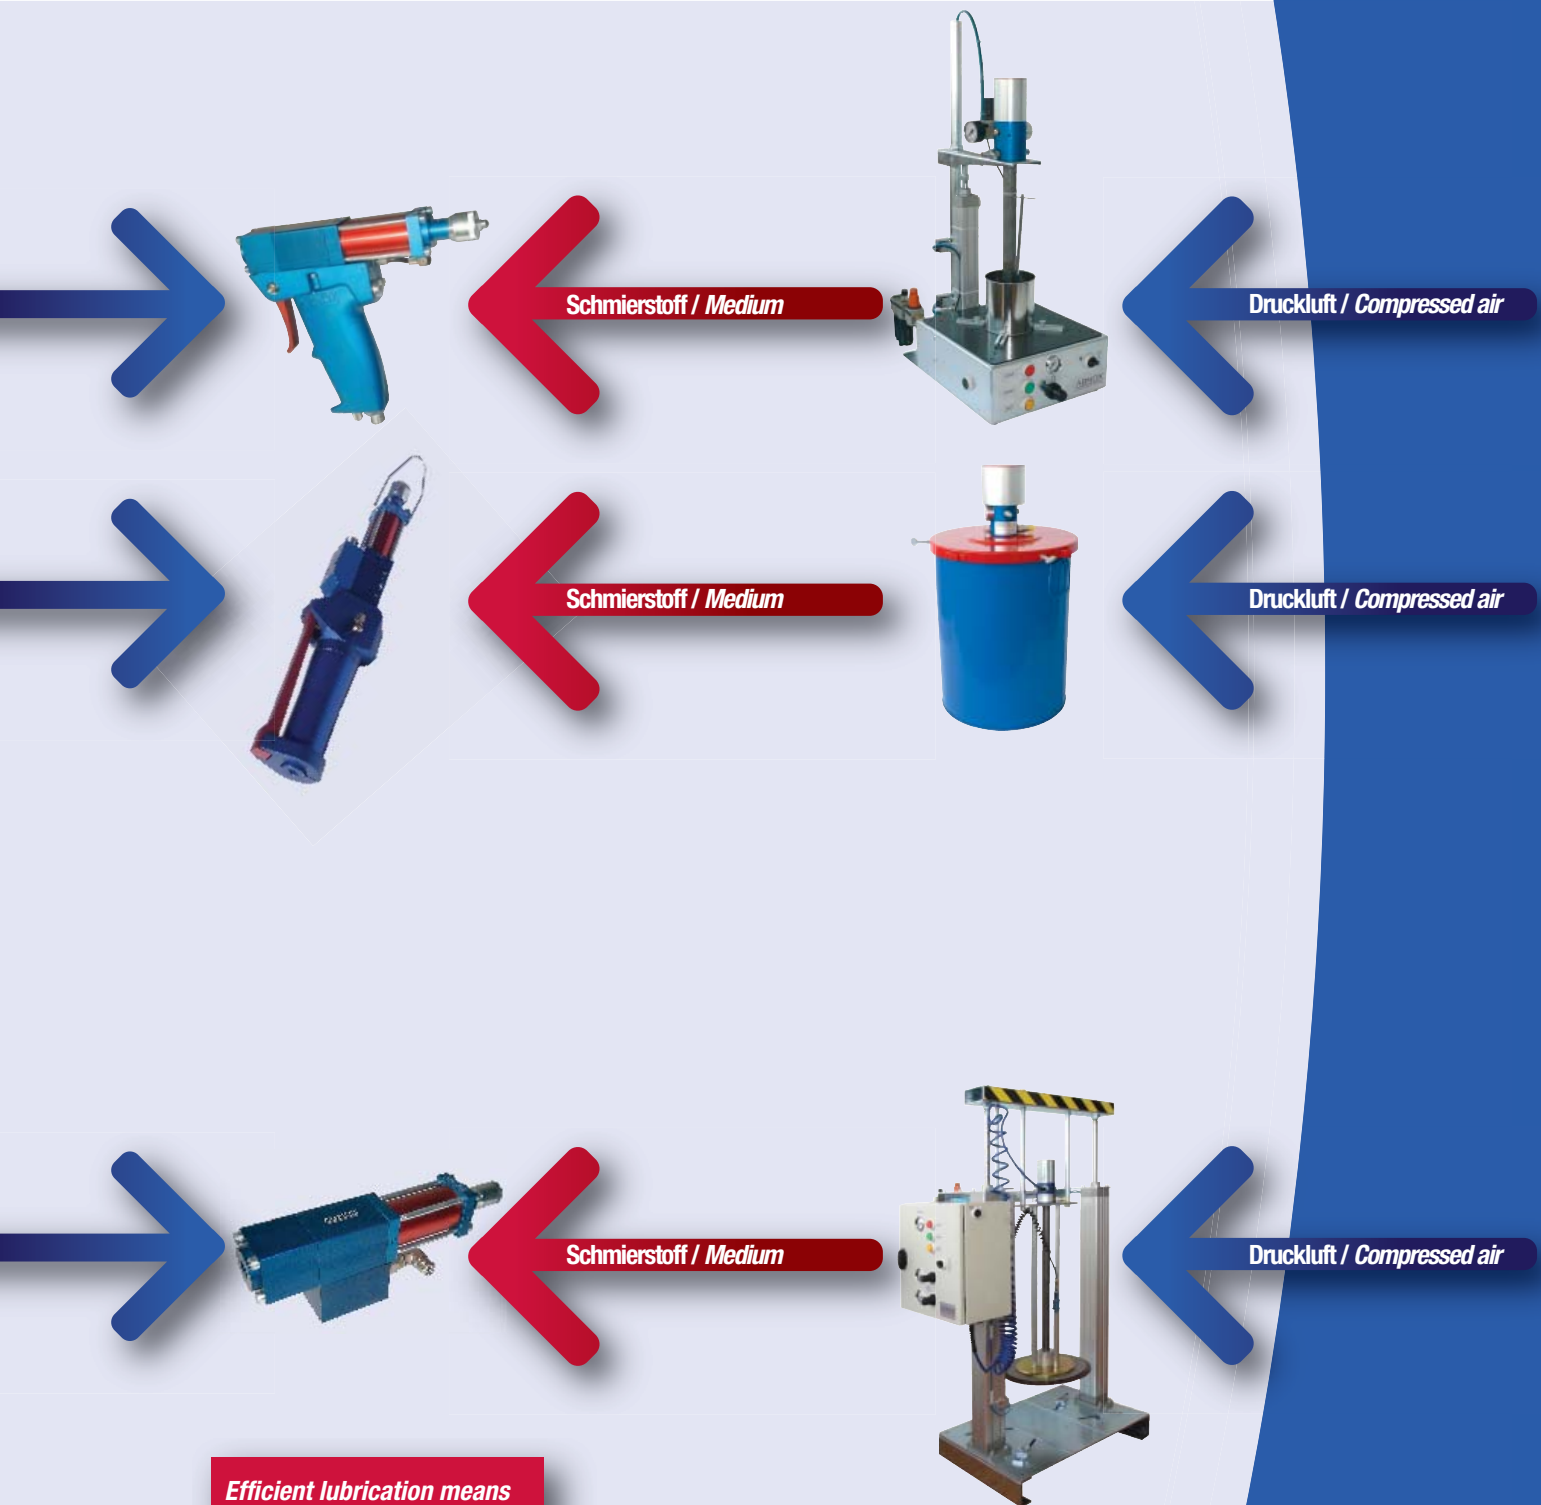 Schmierstoff / Medium
Druckluft / Compressed air
Schmierstoff / Medium
Druckluft / Compressed air
Schmierstoff / Medium
Druckluft / Compressed air
Efficient lubrication means